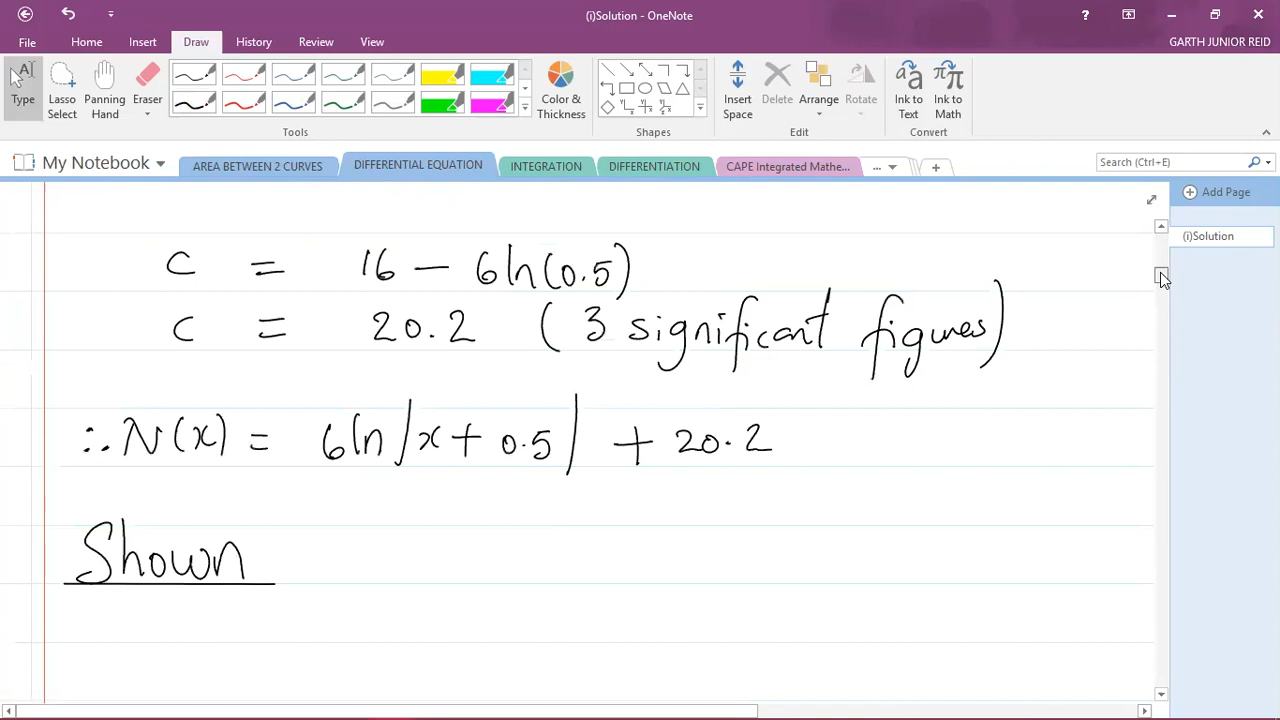 (i)Solution - OneNote
File Home Insert Draw History Review View GARTH JUNIOR REID
Type Lasso Select Panning Hand Eraser Color & Thickness Insert Space Delete Arrange Rotate Ink to Text Ink to Math
Tools Shapes Edit Convert
My Notebook AREA BETWEEN 2 CURVES DIFFERENTIAL EQUATION INTEGRATION DIFFERENTIATION CAPE Integrated Mathe... ... + Search (Ctrl+E)
Add Page
(i)Solution
c = 16 - 6ln(0.5)
c = 20.2 (3 significant figures)
∴ N(x) = 6ln|x + 0.5| + 20.2
Shown